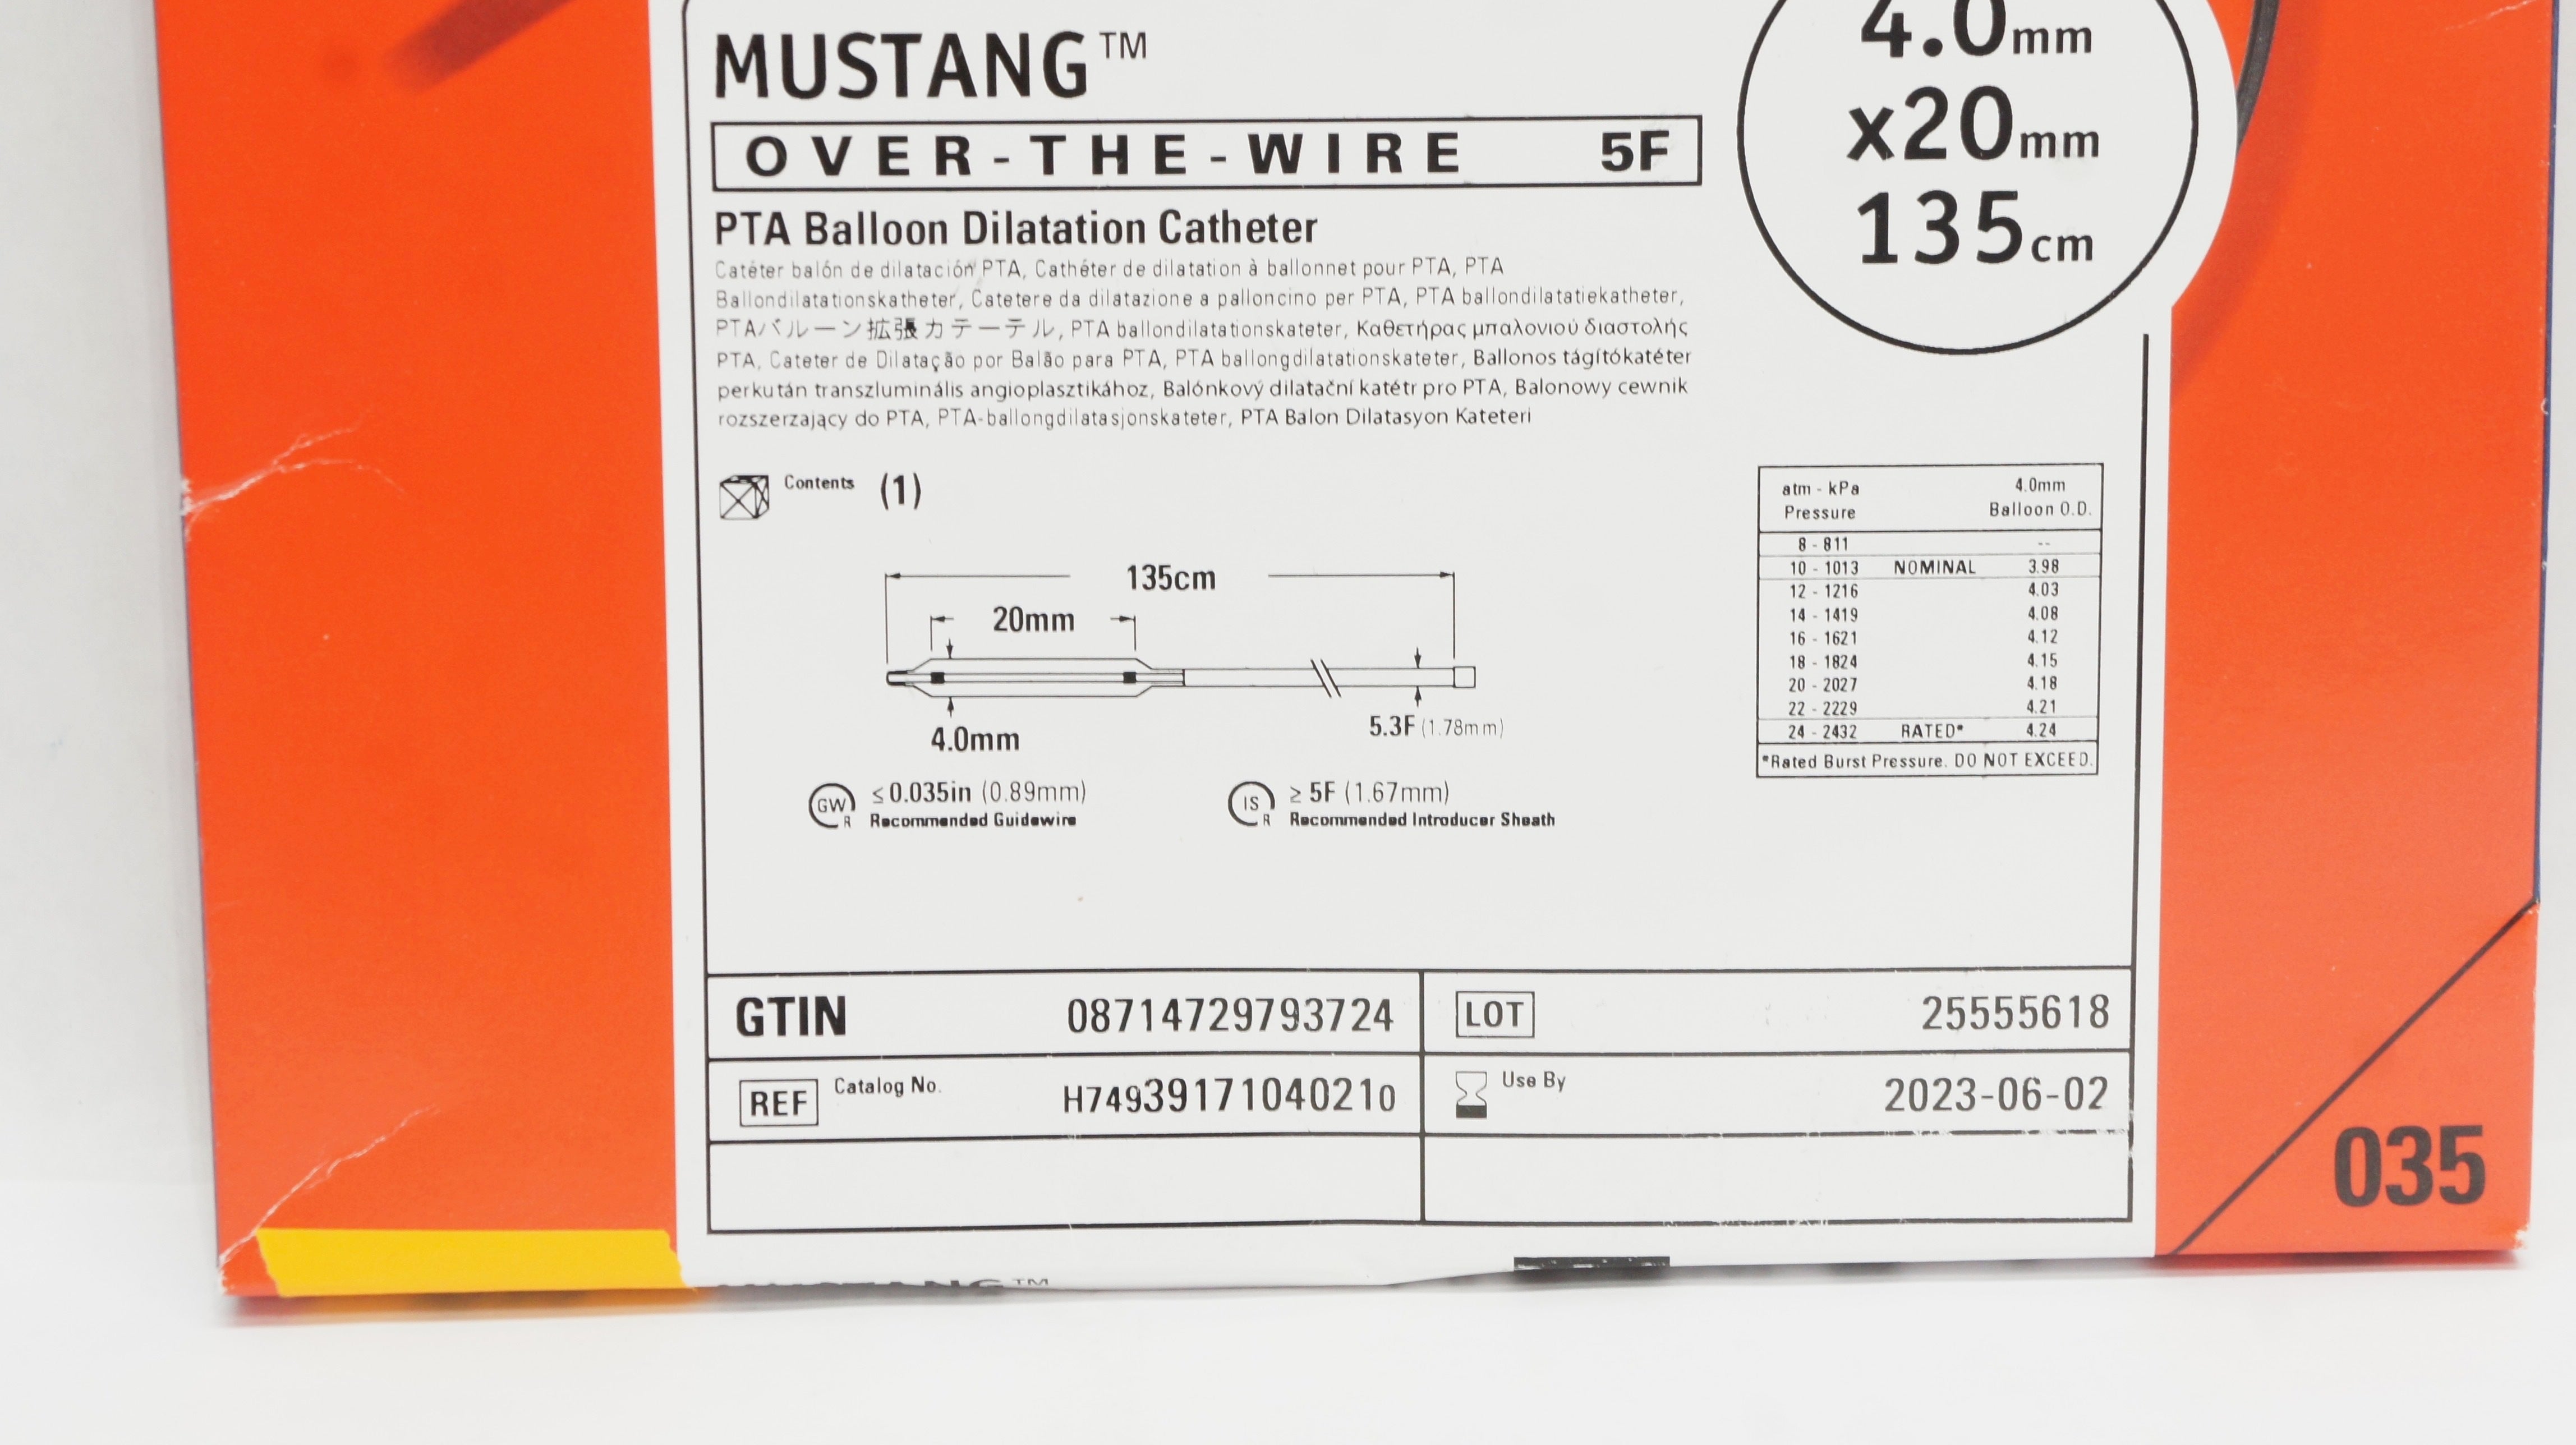 MUSTANG™
OVER-THE-WIRE 5F
4.0mm
x20mm
135cm
PTA Balloon Dilatation Catheter
Catéter balón de dilatación PTA, Cathéter de dilatation à ballonnet pour PTA, PTA
Ballondilatationskatheter, Catetere da dilatazione a palloncino per PTA, PTA ballondilatatiekatheter,
PTAバルーン拡張カテーテル, PTA ballondilatationskateter, Καθετήρας μπαλονιού διαστολής
PTA, Cateter de Dilatação por Balão para PTA, PTA ballongdilatationskateter, Ballonos tágítókatéter
perkután transzluminális angioplasztikához, Balónkový dilatační katétr pro PTA, Balonowy cewnik
rozszerzający do PTA, PTA-ballongdilatasjonskateter, PTA Balon Dilatasyon Kateteri
Contents (1)
135cm
20mm
4.0mm
5.3F (1.78mm)
GW R ≤0.035in (0.89mm)
Recommended Guidewire
IS R ≥ 5F (1.67mm)
Recommended Introducer Sheath
atm - kPa 4.0mm
Pressure Balloon O.D.
8 - 811 --
10 - 1013 NOMINAL 3.98
12 - 1216 4.03
14 - 1419 4.08
16 - 1621 4.12
18 - 1824 4.15
20 - 2027 4.18
22 - 2229 4.21
24 - 2432 RATED* 4.24
*Rated Burst Pressure. DO NOT EXCEED.
GTIN 08714729793724
LOT 25555618
REF Catalog No. H74939171040210
Use By 2023-06-02
035
MUSTANG™